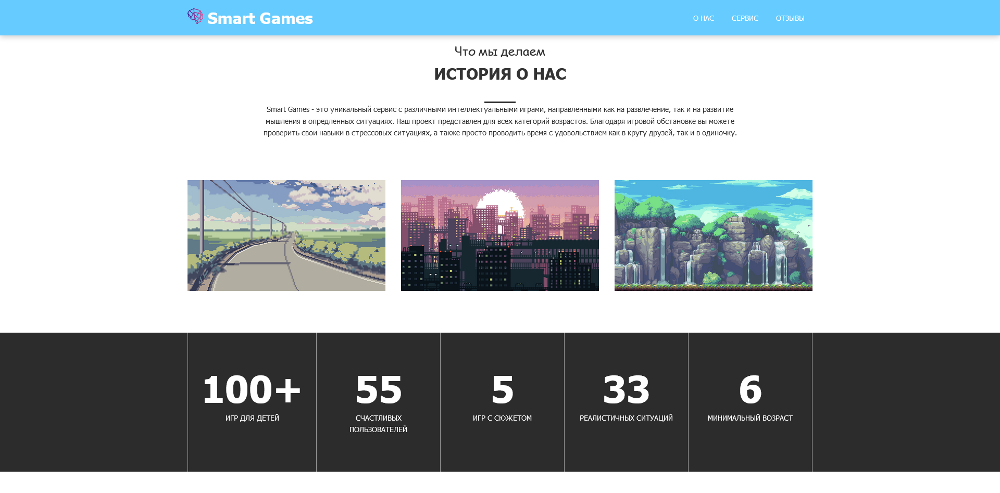 Smart Games
О НАС
СЕРВИС
ОТЗЫВЫ
Что мы делаем
ИСТОРИЯ О НАС
Smart Games - это уникальный сервис с различными интеллектуальными играми, направленными как на развлечение, так и на развитие
мышления в опредленных ситуациях. Наш проект представлен для всех категорий возрастов. Благодаря игровой обстановке вы можете
проверить свои навыки в стрессовых ситуациях, а также просто проводить время с удовольствием как в кругу друзей, так и в одиночку.
100+
ИГР ДЛЯ ДЕТЕЙ
55
СЧАСТЛИВЫХ
ПОЛЬЗОВАТЕЛЕЙ
5
ИГР С СЮЖЕТОМ
33
РЕАЛИСТИЧНЫХ СИТУАЦИЙ
6
МИНИМАЛЬНЫЙ ВОЗРАСТ